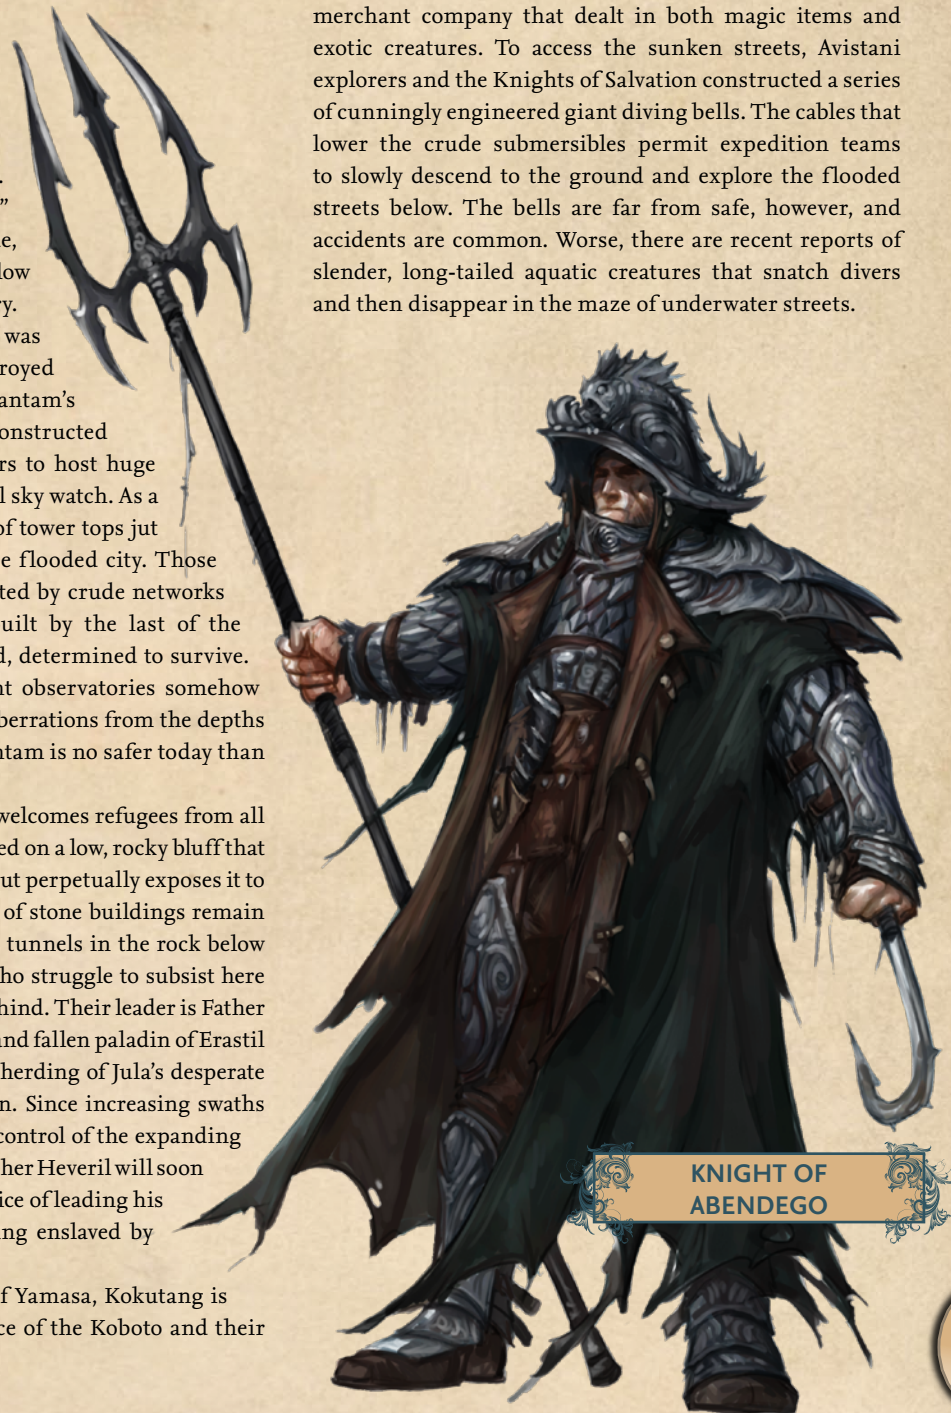 .
”
e,
low
ry.
was
royed
antam’s
onstructed
rs to host huge
l sky watch. As a
of tower tops jut
e flooded city. Those
ted by crude networks
uilt by the last of the
d, determined to survive.
nt observatories somehow
berrations from the depths
ntam is no safer today than
welcomes refugees from all
ed on a low, rocky bluff that
ut perpetually exposes it to
of stone buildings remain
tunnels in the rock below
ho struggle to subsist here
hind. Their leader is Father
and fallen paladin of Erastil
herding of Jula’s desperate
n. Since increasing swaths
control of the expanding
her Heveril will soon
ice of leading his
ng enslaved by
f Yamasa, Kokutang is
ce of the Koboto and their
merchant company that dealt in both magic items and
exotic creatures. To access the sunken streets, Avistani
explorers and the Knights of Salvation constructed a series
of cunningly engineered giant diving bells. The cables that
lower the crude submersibles permit expedition teams
to slowly descend to the ground and explore the flooded
streets below. The bells are far from safe, however, and
accidents are common. Worse, there are recent reports of
slender, long-tailed aquatic creatures that snatch divers
and then disappear in the maze of underwater streets.
KNIGHT OF
ABENDEGO